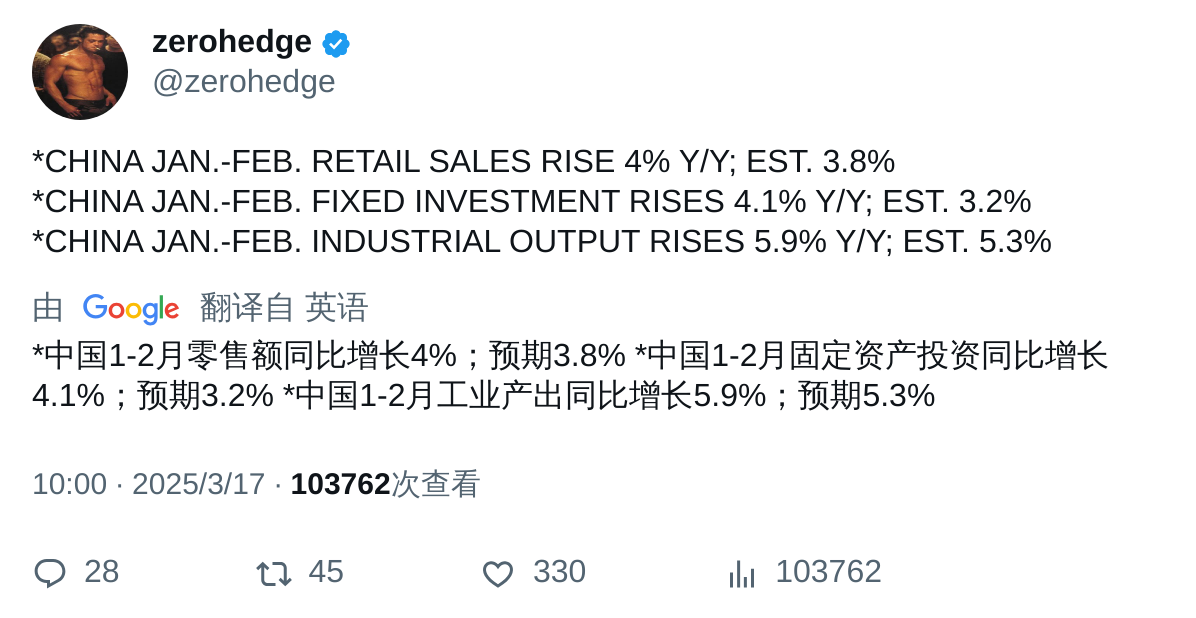 zerohedge
@zerohedge
*CHINA JAN.-FEB. RETAIL SALES RISE 4% Y/Y; EST. 3.8%
*CHINA JAN.-FEB. FIXED INVESTMENT RISES 4.1% Y/Y; EST. 3.2%
*CHINA JAN.-FEB. INDUSTRIAL OUTPUT RISES 5.9% Y/Y; EST. 5.3%
由 Google 翻译自 英语
*中国1-2月零售额同比增长4%；预期3.8% *中国1-2月固定资产投资同比增长
4.1%；预期3.2% *中国1-2月工业产出同比增长5.9%；预期5.3%
10:00 · 2025/3/17 · 103762次查看
28 45 330 103762